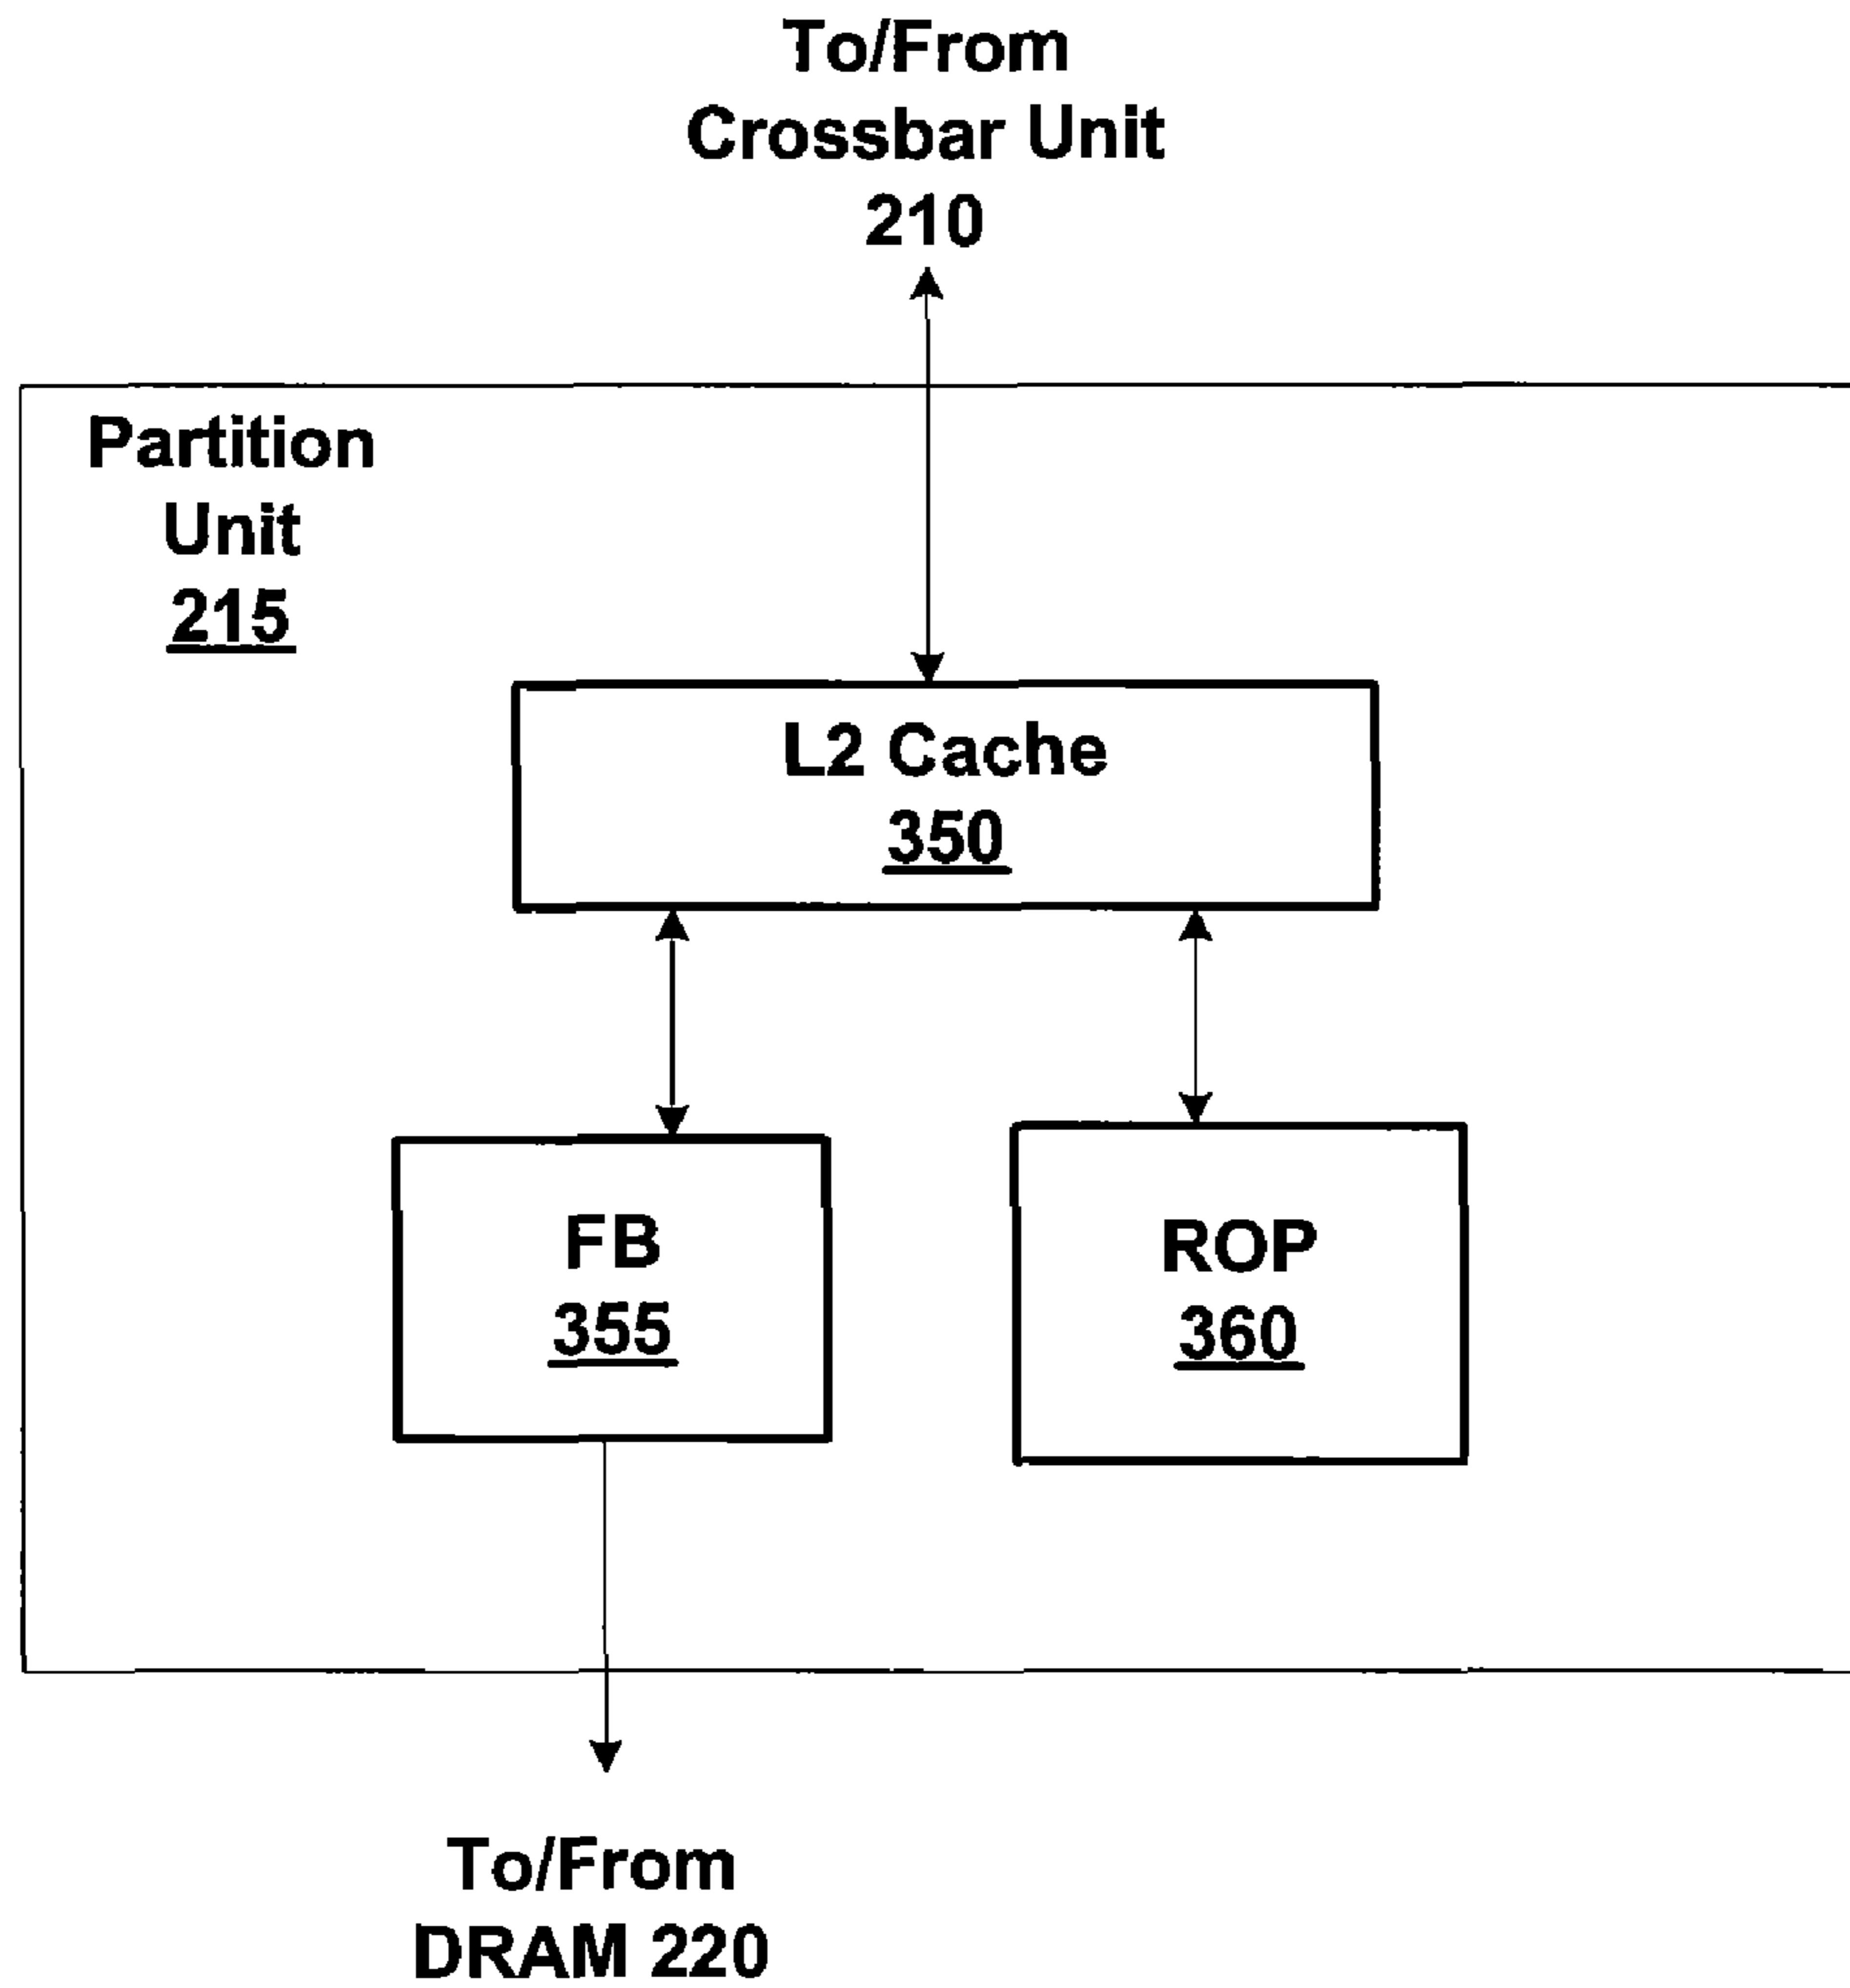 To/From
Crossbar Unit
210
Partition
Unit
215
L2 Cache
350
FB
355
ROP
360
To/From
DRAM 220